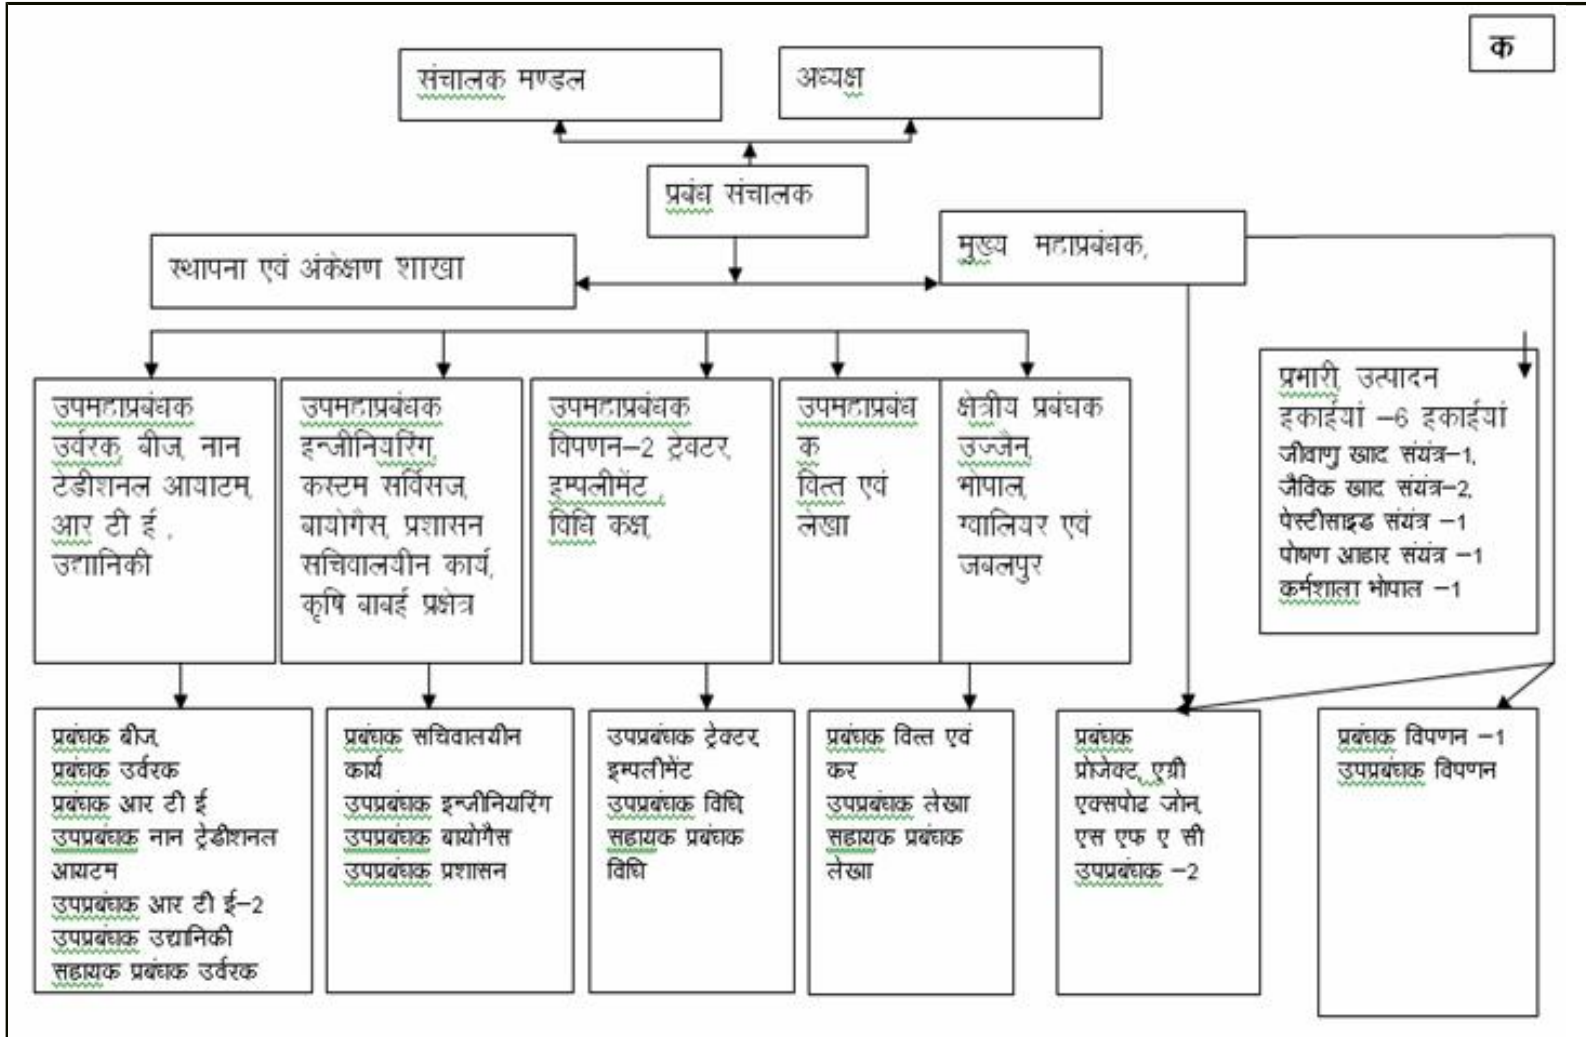 क
संचालक मण्डल
अध्यक्ष
प्रबंध संचालक
स्थापना एवं अंकेक्षण शाखा
मुख्य महाप्रबंधक,
उपमहाप्रबंधक
उर्वरक, बीज, नान
टेडीशनल आयाटम,
आर टी ई ,
उद्यानिकी
उपमहाप्रबंधक
इन्जीनियरिंग,
कस्टम सर्विसज,
बायोगैस, प्रशासन
सचिवालयीन कार्य,
कृषि बाबई प्रक्षेत्र
उपमहाप्रबंधक
विपणन–2 ट्रेक्टर,
इम्पलीमेंट ,
विधि कक्ष,
उपमहाप्रबंध
क
वित्त एवं
लेखा
क्षेत्रीय प्रबंधक
उज्जैन,
भोपाल,
ग्वालियर एवं
जबलपुर
प्रभारी, उत्पादन
इकाईयां –6 इकाईयां
जीवाणु खाद संयंत्र–1,
जैविक खाद संयंत्र–2,
पेस्टीसाइड संयंत्र –1
पोषण आहार संयंत्र –1
कर्मशाला भोपाल –1
प्रबंधक बीज,
प्रबंधक उर्वरक
प्रबंधक आर टी ई
उपप्रबंधक नान ट्रेडीशनल
आयटम
उपप्रबंधक आर टी ई–2
उपप्रबंधक उद्यानिकी
सहायक प्रबंधक उर्वरक
प्रबंधक सचिवालयीन
कार्य
उपप्रबंधक इन्जीनियरिंग
उपप्रबंधक बायोगैस
उपप्रबंधक प्रशासन
उपप्रबंधक ट्रेक्टर,
इम्पलीमेंट
उपप्रबंधक विधि,
सहायक प्रबंधक
विधि
प्रबंधक वित्त एवं
कर
उपप्रबंधक लेखा
सहायक प्रबंधक
लेखा
प्रबंधक
प्रोजेक्ट, एग्री
एक्सपोढ जोन,
एस एफ ए सी
उपप्रबंधक –2
प्रबंधक विपणन –1
उपप्रबंधक विपणन